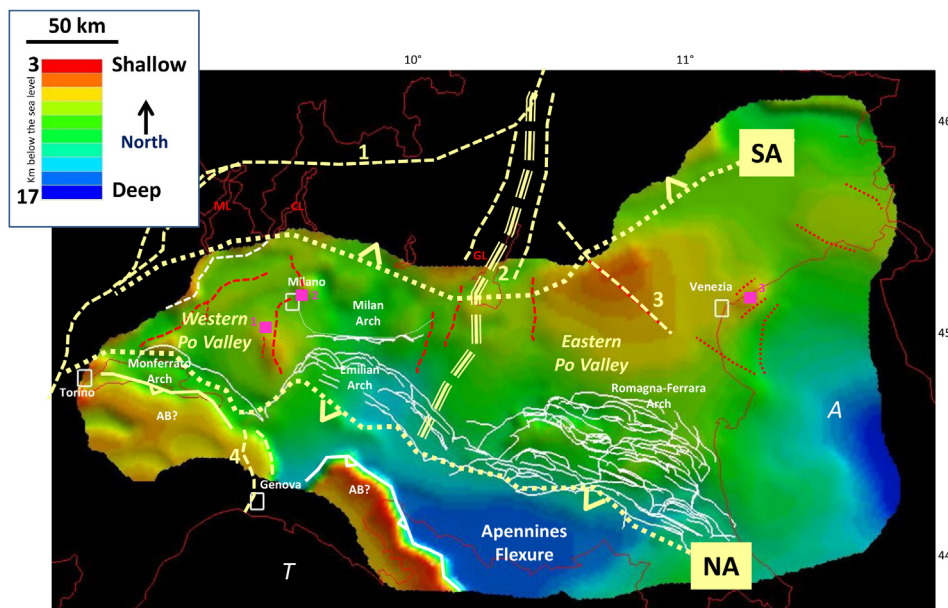 50 km
3
Shallow
Km below the sea level
North
17
Deep
10°
11°
46
45
44
1
SA
ML
CL
GL
2
3
Milano
2
Venezia
3
Milan
Arch
1
Western
Po Valley
Eastern
Po Valley
Monferrato
Arch
Emilian
Arch
Romagna-Ferrara
Arch
Torino
AB?
A
4
Genova
AB?
Apennines
Flexure
T
NA